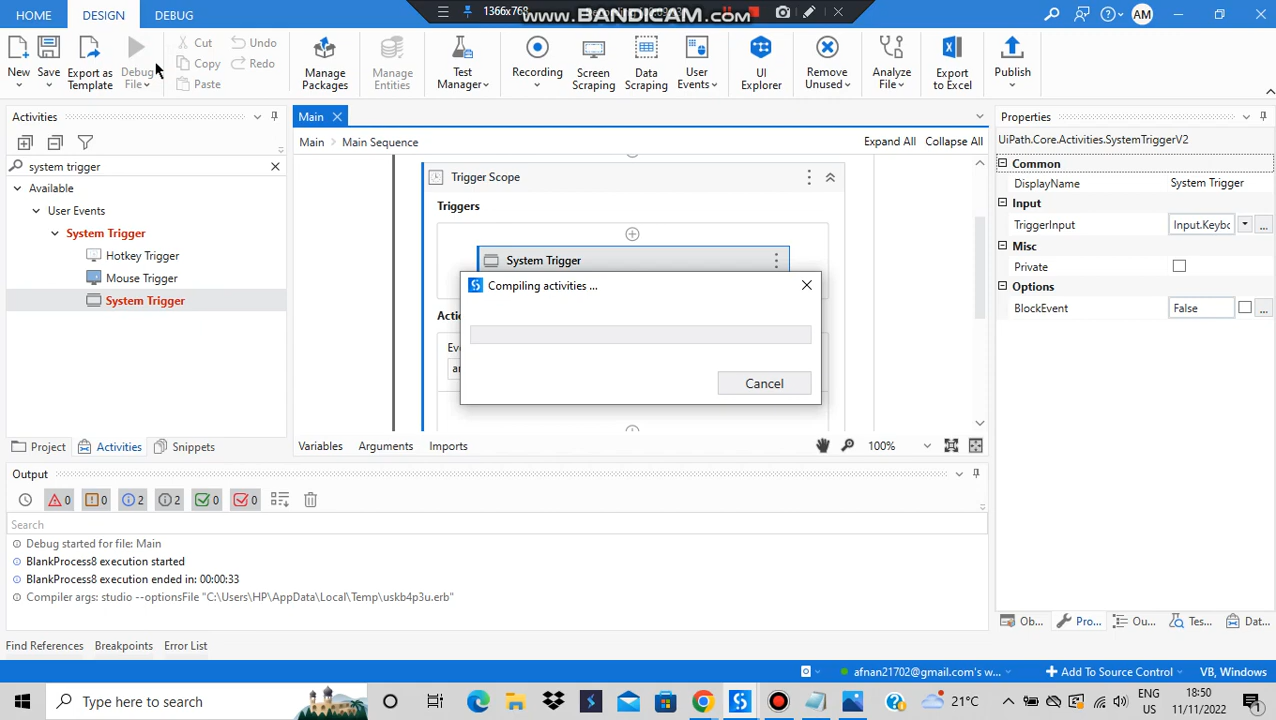 HOME
DESIGN
DEBUG
1366x768
www.BANDICAM.com
AM
New
Save
Export as Template
Debug File
Cut
Copy
Paste
Undo
Redo
Manage Packages
Manage Entities
Test Manager
Recording
Screen Scraping
Data Scraping
User Events
UI Explorer
Remove Unused
Analyze File
Export to Excel
Publish
Activities
system trigger
Available
User Events
System Trigger
Hotkey Trigger
Mouse Trigger
System Trigger
Project
Activities
Snippets
Main
Main
Main Sequence
Expand All
Collapse All
Trigger Scope
Triggers
System Trigger
Compiling activities ...
Cancel
Variables
Arguments
Imports
100%
Properties
UiPath.Core.Activities.SystemTriggerV2
Common
DisplayName
System Trigger
Input
TriggerInput
Input.Keybo
Misc
Private
Options
BlockEvent
False
Ob...
Pro...
Ou...
Tes...
Dat...
Output
0
0
2
2
0
0
Search
Debug started for file: Main
BlankProcess8 execution started
BlankProcess8 execution ended in: 00:00:33
Compiler args: studio --optionsFile "C:\Users\HP\AppData\Local\Temp\uskb4p3u.erb"
Find References
Breakpoints
Error List
afnan21702@gmail.com's w...
Add To Source Control
VB, Windows
Type here to search
21°C
ENG
US
18:50
11/11/2022
1